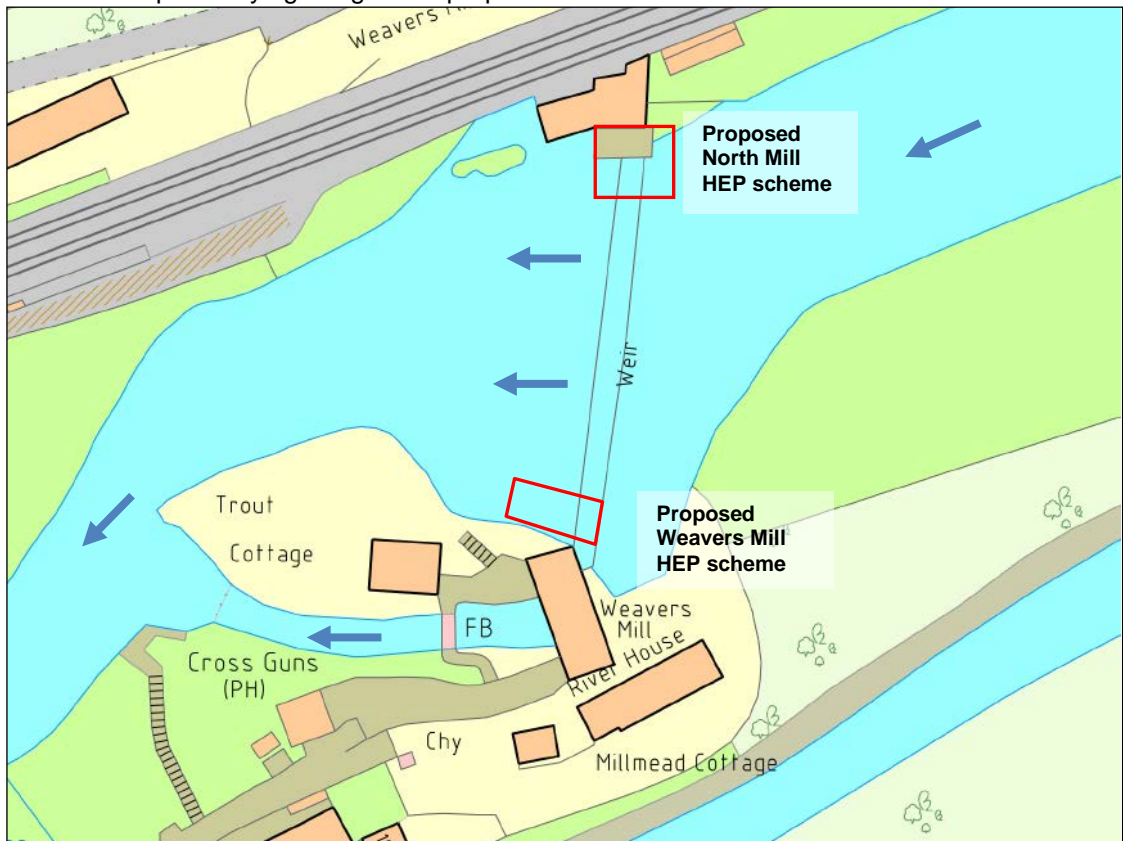 Weavers
Proposed
North Mill
HEP scheme
Weir
Trout
Cottage
Proposed
Weavers Mill
HEP scheme
FB
Weavers
Mill
River House
Cross Guns
(PH)
Chy
Millmead Cottage